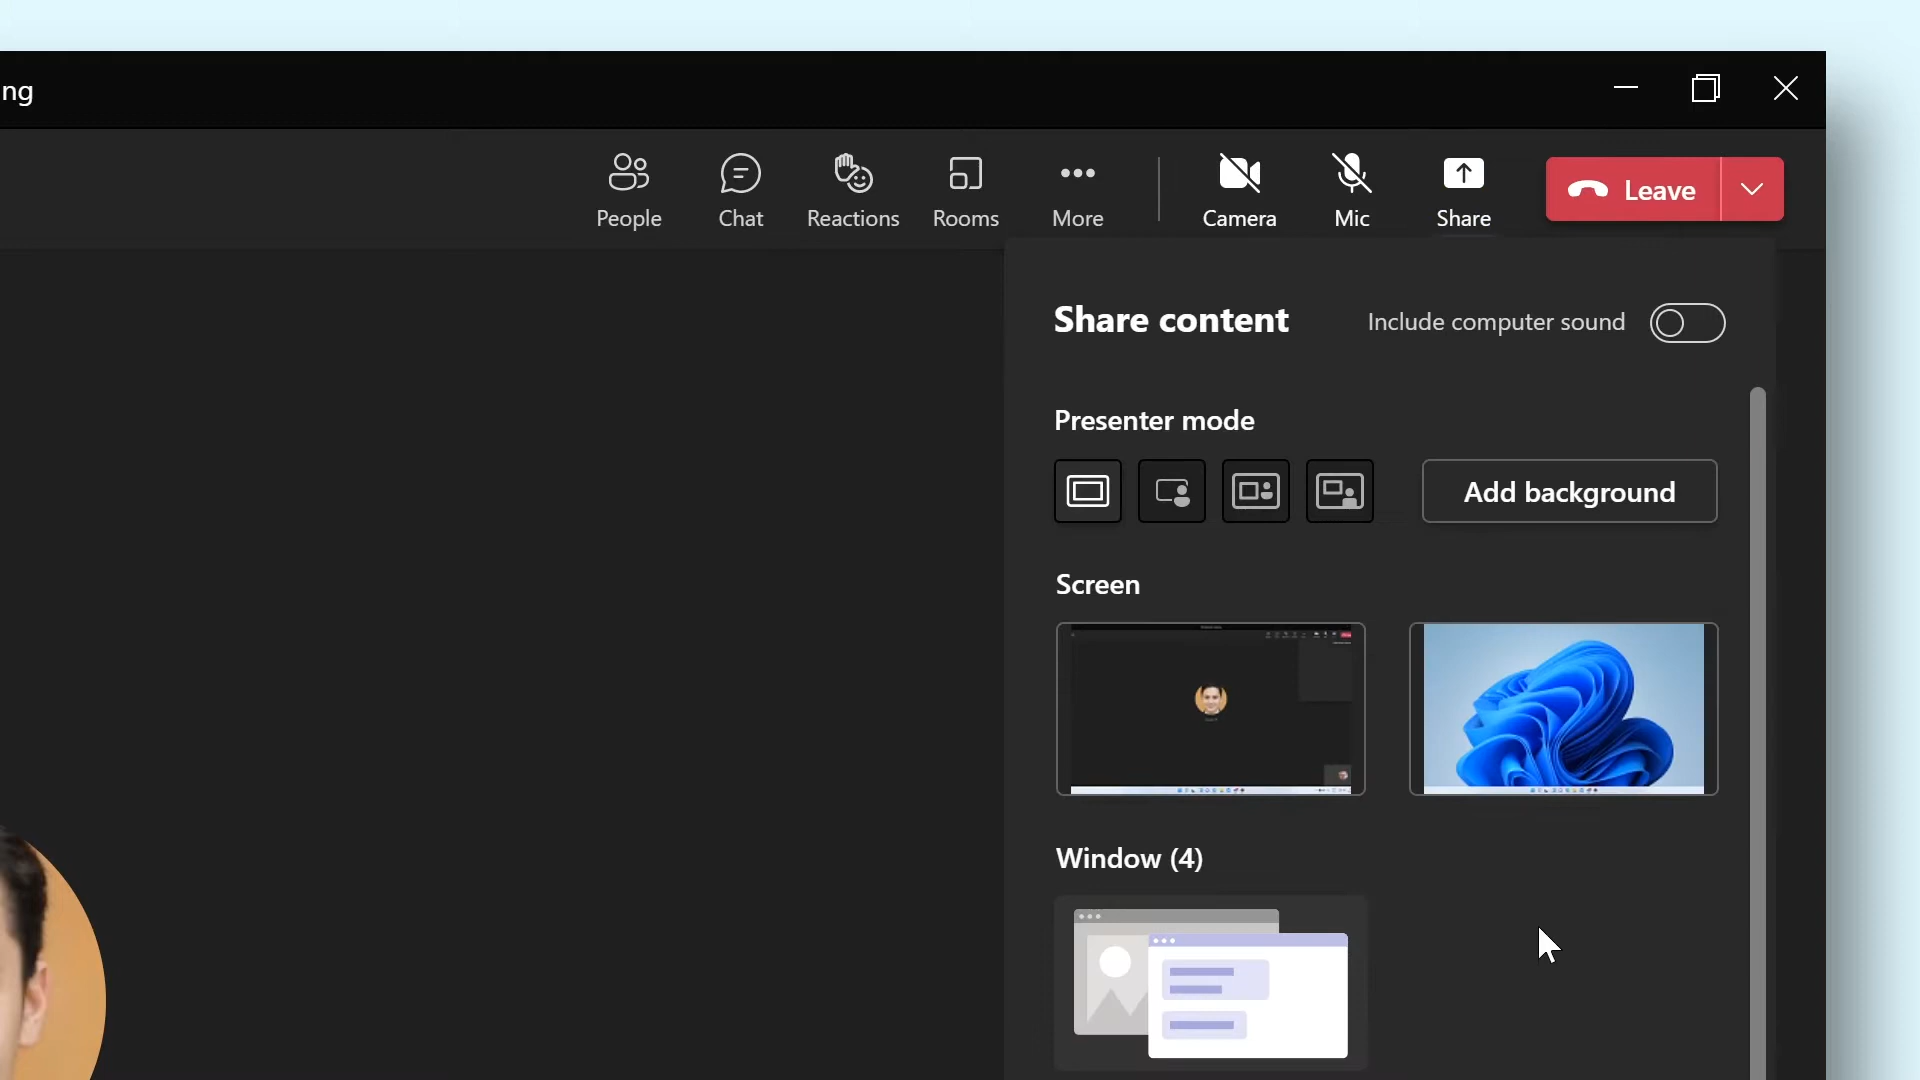 ng
People
Chat
Reactions
Rooms
More
Camera
Mic
Share
Leave
Share content
Include computer sound
Presenter mode
Add background
Screen
Window (4)